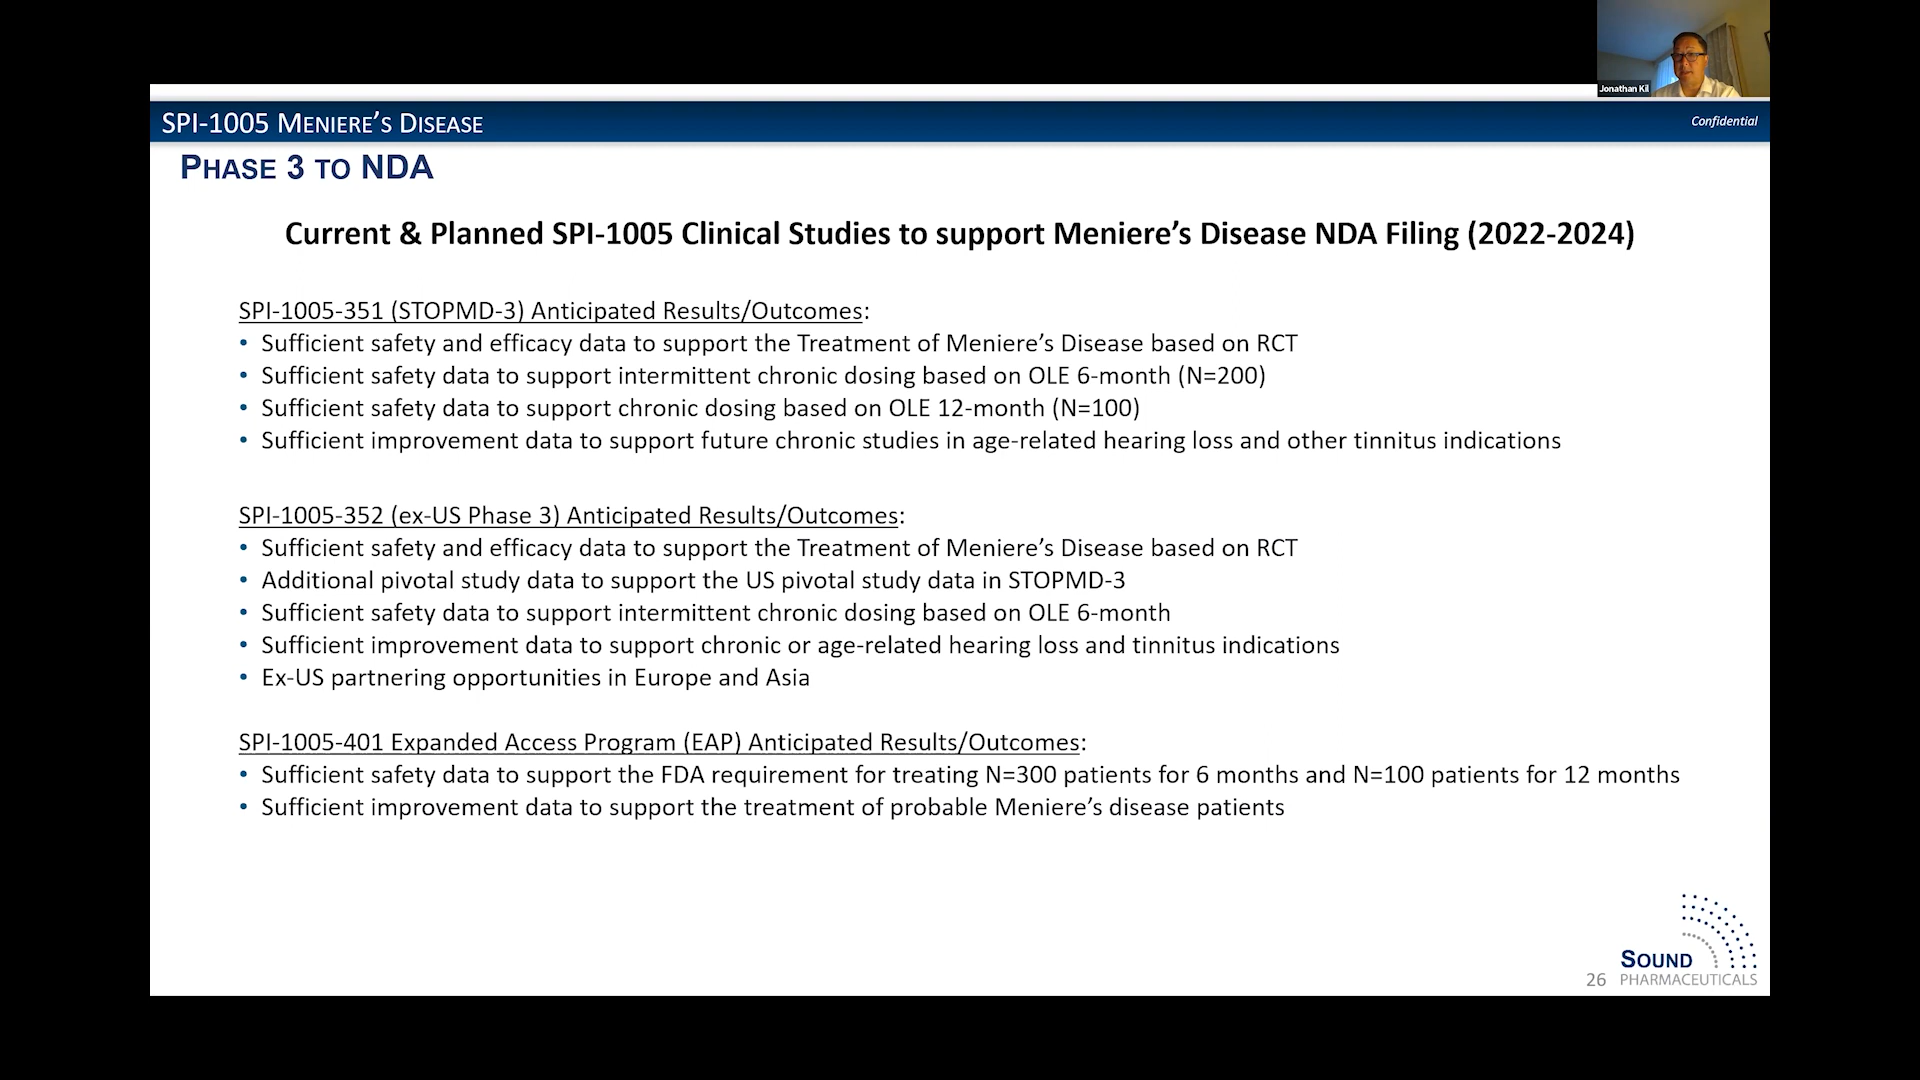 Jonathan Kil
SPI-1005 MENIERE’S DISEASE
Confidential
PHASE 3 TO NDA
Current & Planned SPI-1005 Clinical Studies to support Meniere’s Disease NDA Filing (2022-2024)
SPI-1005-351 (STOPMD-3) Anticipated Results/Outcomes:
• Sufficient safety and efficacy data to support the Treatment of Meniere’s Disease based on RCT
• Sufficient safety data to support intermittent chronic dosing based on OLE 6-month (N=200)
• Sufficient safety data to support chronic dosing based on OLE 12-month (N=100)
• Sufficient improvement data to support future chronic studies in age-related hearing loss and other tinnitus indications
SPI-1005-352 (ex-US Phase 3) Anticipated Results/Outcomes:
• Sufficient safety and efficacy data to support the Treatment of Meniere’s Disease based on RCT
• Additional pivotal study data to support the US pivotal study data in STOPMD-3
• Sufficient safety data to support intermittent chronic dosing based on OLE 6-month
• Sufficient improvement data to support chronic or age-related hearing loss and tinnitus indications
• Ex-US partnering opportunities in Europe and Asia
SPI-1005-401 Expanded Access Program (EAP) Anticipated Results/Outcomes:
• Sufficient safety data to support the FDA requirement for treating N=300 patients for 6 months and N=100 patients for 12 months
• Sufficient improvement data to support the treatment of probable Meniere’s disease patients
SOUND
PHARMACEUTICALS
26